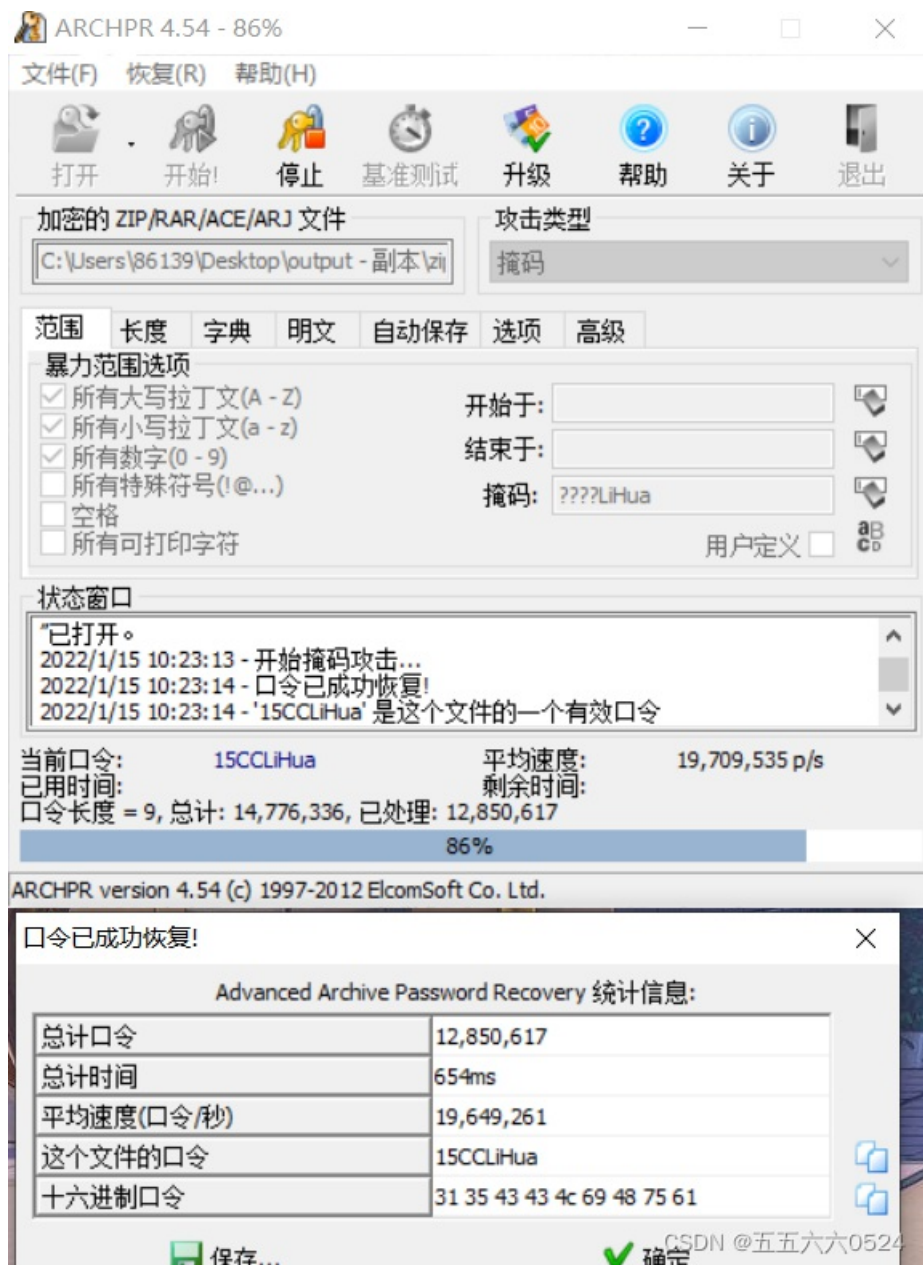 ARCHPR 4.54 - 86%
文件(F) 恢复(R) 帮助(H)
打开 开始! 停止 基准测试 升级 帮助 关于 退出
加密的 ZIP/RAR/ACE/ARJ 文件 攻击类型
C:\Users\86139\Desktop\output - 副本\zi 掩码
范围 长度 字典 明文 自动保存 选项 高级
暴力范围选项
所有大写拉丁文(A - Z)
开始于:
所有小写拉丁文(a - z)
结束于:
所有数字(0 - 9)
所有特殊符号(!@...)
掩码: ????LiHua
空格
所有可打印字符
用户定义
状态窗口
"已打开。
2022/1/15 10:23:13 - 开始掩码攻击...
2022/1/15 10:23:14 - 口令已成功恢复!
2022/1/15 10:23:14 - '15CCLiHua' 是这个文件的一个有效口令
当前口令: 15CCLiHua 平均速度: 19,709,535 p/s
已用时间: 剩余时间:
口令长度 = 9, 总计: 14,776,336, 已处理: 12,850,617
86%
ARCHPR version 4.54 (c) 1997-2012 ElcomSoft Co. Ltd.
口令已成功恢复!
Advanced Archive Password Recovery 统计信息:
总计口令 12,850,617
总计时间 654ms
平均速度(口令/秒) 19,649,261
这个文件的口令 15CCLiHua
十六进制口令 31 35 43 43 4c 69 48 75 61
保存... 确定
CSDN @五五六六0524